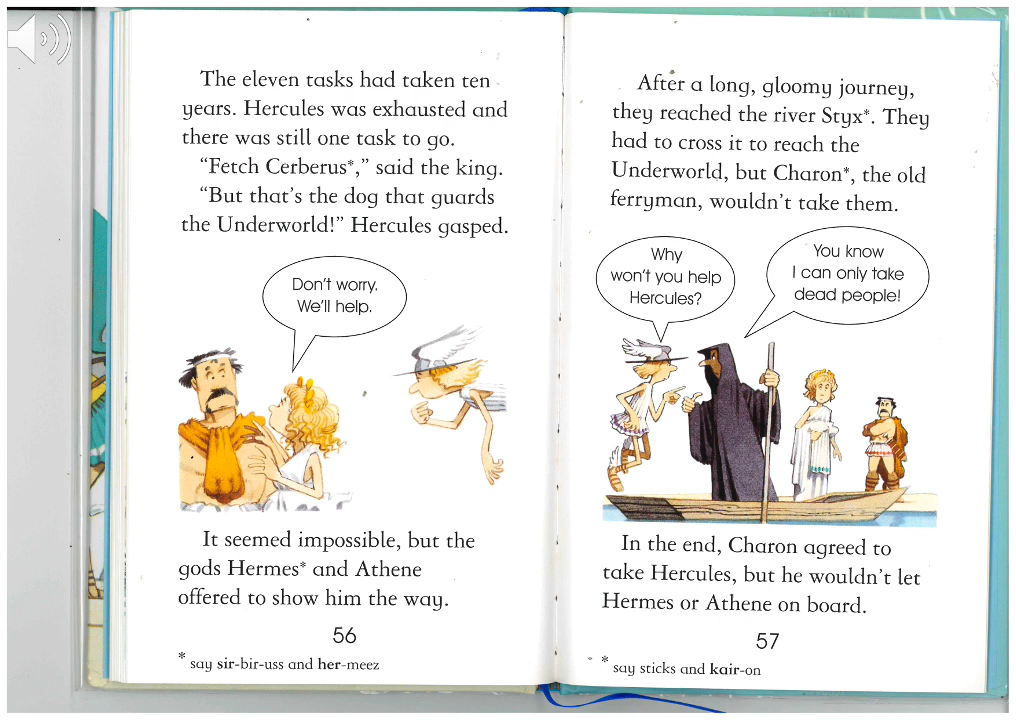 The eleven tasks had taken ten
years. Hercules was exhausted and
there was still one task to go.
“Fetch Cerberus*,” said the king.
“But that’s the dog that guards
the Underworld!” Hercules gasped.
Don’t worry.
We’ll help.
It seemed impossible, but the
gods Hermes* and Athene
offered to show him the way.
56
* say sir-bir-uss and her-meez
After a long, gloomy journey,
they reached the river Styx*. They
had to cross it to reach the
Underworld, but Charon*, the old
ferryman, wouldn’t take them.
Why
won’t you help
Hercules?
You know
I can only take
dead people!
In the end, Charon agreed to
take Hercules, but he wouldn’t let
Hermes or Athene on board.
57
* say sticks and kair-on